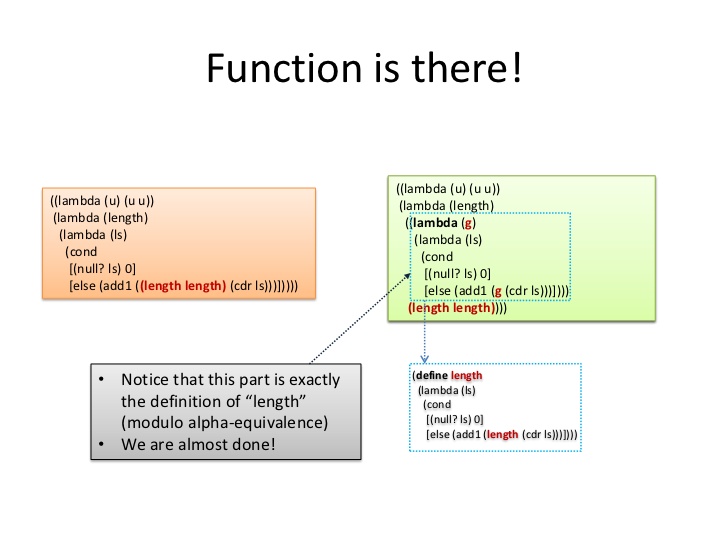 Function is there!
((lambda (u) (u u))
(lambda (length)
(lambda (ls)
(cond
[(null? ls) 0]
[else (add1 ((length length) (cdr ls)))]))))
((lambda (u) (u u))
(lambda (length)
((lambda (g)
(lambda (ls)
(cond
[(null? ls) 0]
[else (add1 (g (cdr ls)))])))
(length length))))
• Notice that this part is exactly
the definition of “length”
(modulo alpha-equivalence)
• We are almost done!
(define length
(lambda (ls)
(cond
[(null? ls) 0]
[else (add1 (length (cdr ls)))])))